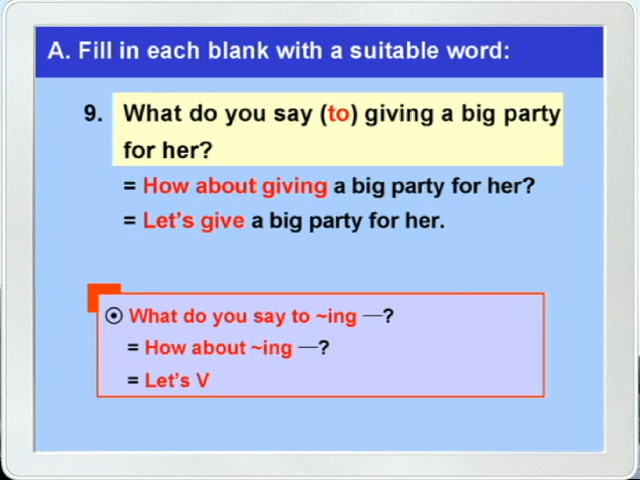 A. Fill in each blank with a suitable word:
9. What do you say (to) giving a big party
for her?
= How about giving a big party for her?
= Let's give a big party for her.
⊙ What do you say to ~ing ―?
= How about ~ing ―?
= Let's V